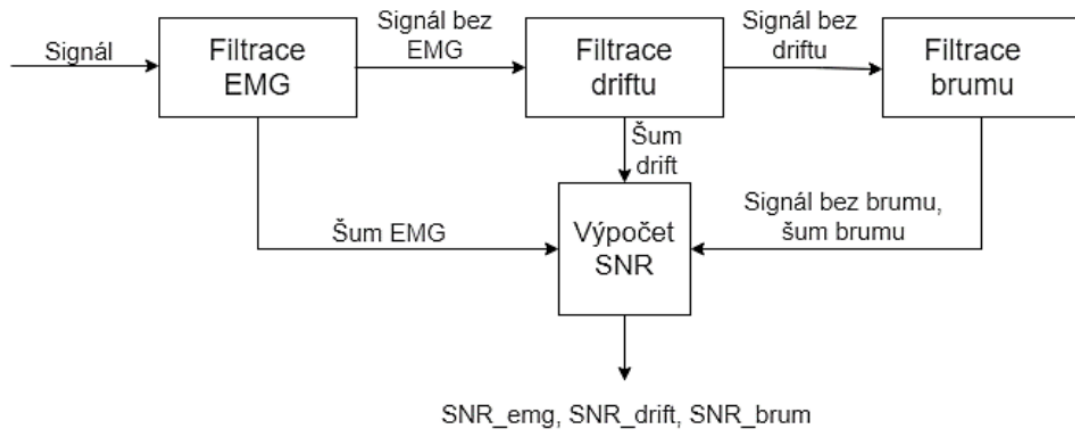 Signál
Filtrace
EMG
Signál bez
EMG
Filtrace
driftu
Signál bez
driftu
Filtrace
brumu
Šum
drift
Šum EMG
Výpočet
SNR
Signál bez brumu,
šum brumu
SNR_emg, SNR_drift, SNR_brum